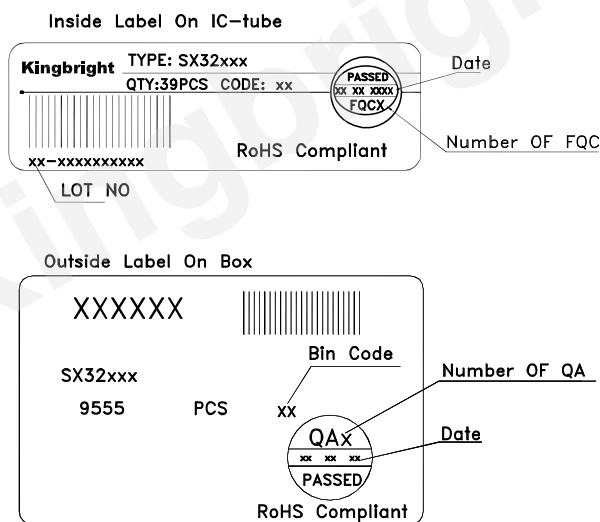 Inside Label On IC-tube
Kingbright
TYPE: SX32xxx
QTY:39PCS CODE: xx
PASSED
xx xx xxxx
FQCX
Date
Number OF FQC
RoHS Compliant
xx-xxxxxxxxxx
LOT NO
Outside Label On Box
XXXXXX
Bin Code
SX32xxx
9555 PCS xx
Number OF QA
QAx
xx xx xx
Date
PASSED
RoHS Compliant
Kingbright